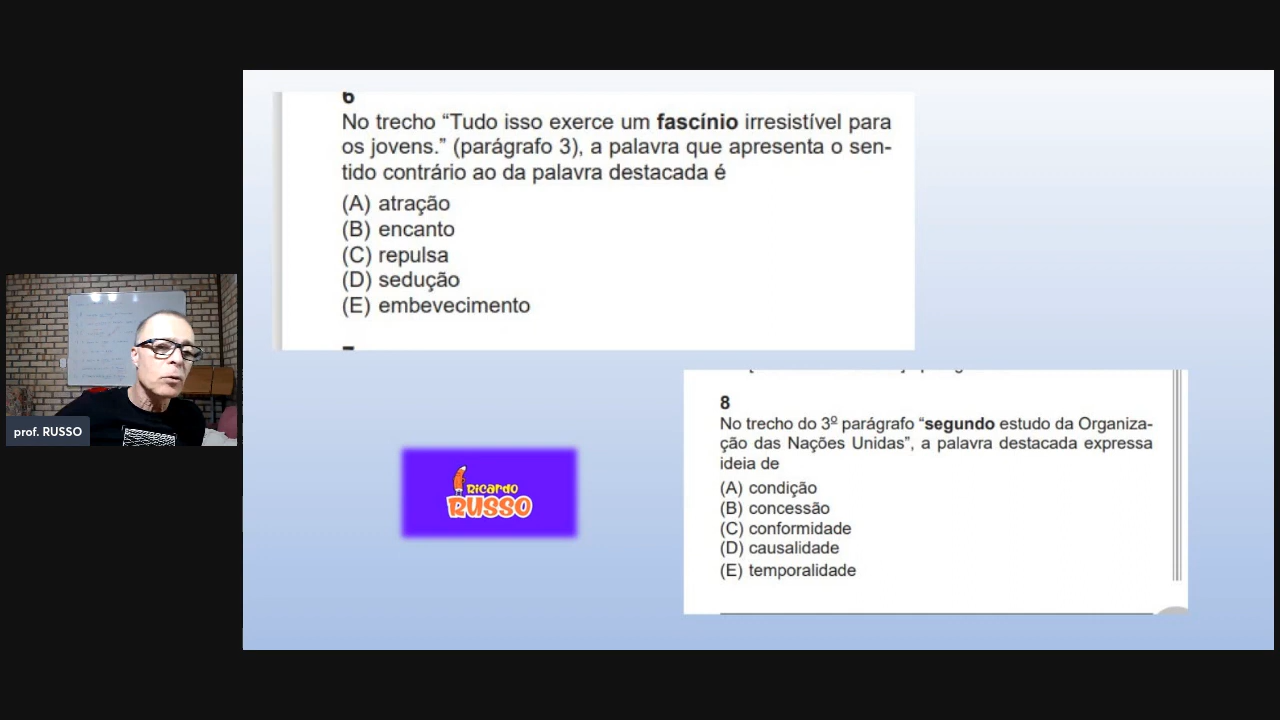 6
No trecho “Tudo isso exerce um fascínio irresistível para
os jovens.” (parágrafo 3), a palavra que apresenta o sen-
tido contrário ao da palavra destacada é
(A) atração
(B) encanto
(C) repulsa
(D) sedução
(E) embevecimento
8
No trecho do 3º parágrafo “segundo estudo da Organiza-
ção das Nações Unidas”, a palavra destacada expressa
ideia de
(A) condição
(B) concessão
(C) conformidade
(D) causalidade
(E) temporalidade
prof. RUSSO
Ricardo
RUSSO